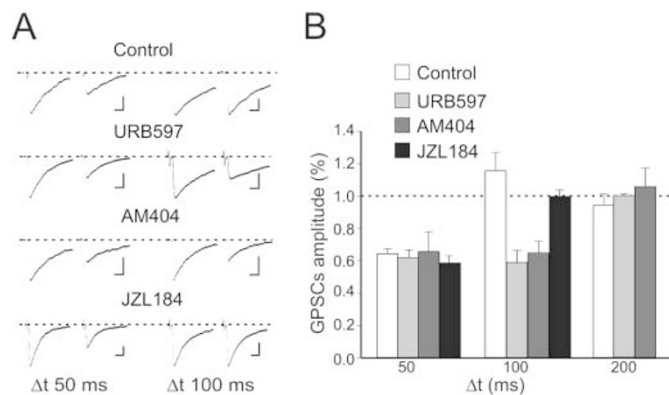 A
Control
URB597
AM404
JZL184
Δt 50 ms Δt 100 ms
B
Control
URB597
AM404
JZL184
GPSCs amplitude (%)
1.4
1.2
1.0
0.8
0.6
0.4
0.2
0.0
50 100 200
Δt (ms)